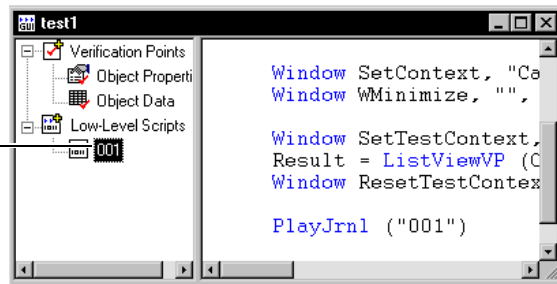 test1
Verification Points
Object Properti
Object Data
Low-Level Scripts
001
Window SetContext, "Ca
Window WMinimize, "",
Window SetTestContext,
Result = ListViewVP (C
Window ResetTestContex
PlayJrnl ("001")